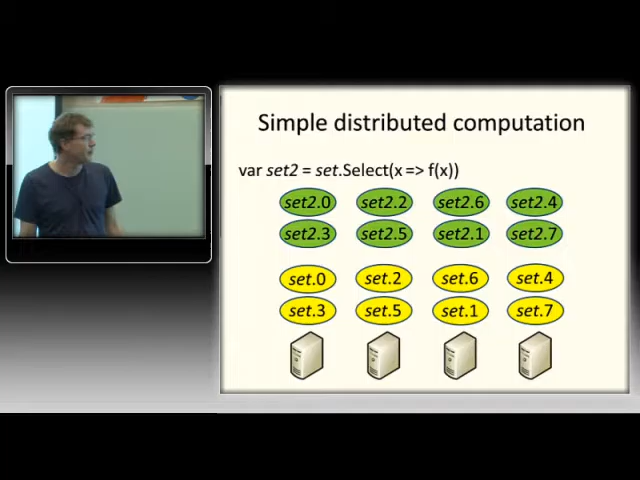 Simple distributed computation
var set2 = set.Select(x => f(x))
set2.0 set2.2 set2.6 set2.4
set2.3 set2.5 set2.1 set2.7
set.0 set.2 set.6 set.4
set.3 set.5 set.1 set.7